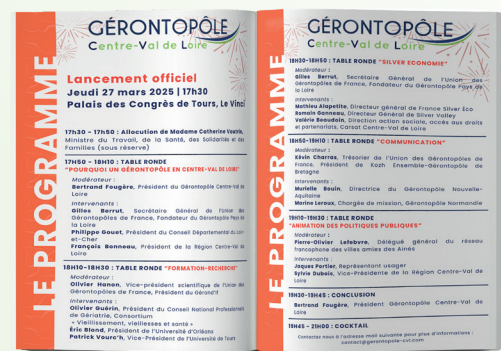 LE PROGRAMME
GÉRONTOPÔLE
Centre-Val de Loire
Lancement officiel
Jeudi 27 mars 2025 | 17h30
Palais des Congrès de Tours, Le Vinci
17h30 - 17h50 : Allocution de Madame Catherine Vautrin,
Ministre du Travail, de la Santé, des Solidarités et des
Familles (sous réserve)
17H50 - 18H10 : TABLE RONDE
"POURQUOI UN GÉRONTOPÔLE EN CENTRE-VAL DE LOIRE?"
Modérateur :
Bertrand Fougère, Président du Gérontopôle Centre-Val de
Loire
Intervenants :
Gilles Berrut, Secrétaire Général de l'Union des
Gérontopôles de France, Fondateur du Gérontopôle Pays de
la Loire
Philippe Gouet, Président du Conseil Départemental du Loir-
et-Cher
François Bonneau, Président de la Région Centre-Val de
Loire
18H10-18H30 : TABLE RONDE "FORMATION-RECHERCHE"
Modérateur :
Olivier Hanon, Vice-président scientifique de l'Union des
Gérontopôles de France, Président du Gérond'if
Intervenants :
Olivier Guérin, Président du Conseil National Professionnel
de Gériatrie, Consortium
« Vieillissement, vieillesses et santé »
Éric Blond, Président de l'Université d'Orléans
Patrick Vourc'h, Vice-Président de l'Université de Tours
LE PROGRAMME
GÉRONTOPÔLE
Centre-Val de Loire
18H30-18H50 : TABLE RONDE "SILVER ECONOMIE"
Modérateur :
Gilles Berrut, Secrétaire Général de l'Union des
Gérontopôles de France, Fondateur du Gérontopôle Pays de
la Loire
Intervenants :
Mathieu Alapetite, Directeur général de France Silver Éco
Romain Ganneau, Directeur Général de Silver Valley
Valérie Beaudoin, Direction action sociale, accès aux droits
et partenariats, Carsat Centre-Val de Loire
18H50-19H10 : TABLE RONDE "COMMUNICATION"
Modérateur :
Kévin Charras, Trésorier de l'Union des Gérontopôles de
France, Président de Kozh Ensemble-Gérontopôle de
Bretagne
Intervenants :
Murielle Bouin, Directrice du Gérontopôle Nouvelle-
Aquitaine
Marine Leroux, Chargée de mission, Gérontopôle Normandie
19H10-19H30 : TABLE RONDE
"ANIMATION DES POLITIQUES PUBLIQUES"
Modérateur :
Pierre-Olivier Lefebvre, Délégué général du réseau
francophone des villes amies des Aînés
Intervenants :
Jaques Portier, Représentant usager
Sylvie Dubois, Vice-Présidente de la Région Centre-Val de
Loire
19H30-19H45 : CONCLUSION
Bertrand Fougère, Président Gérontopôle Centre-Val de
Loire
19H45 - 21H00 : COCKTAIL
Contactez nous à l'adresse mail suivante pour plus d'informations :
contact@gerontopole-cvl.com